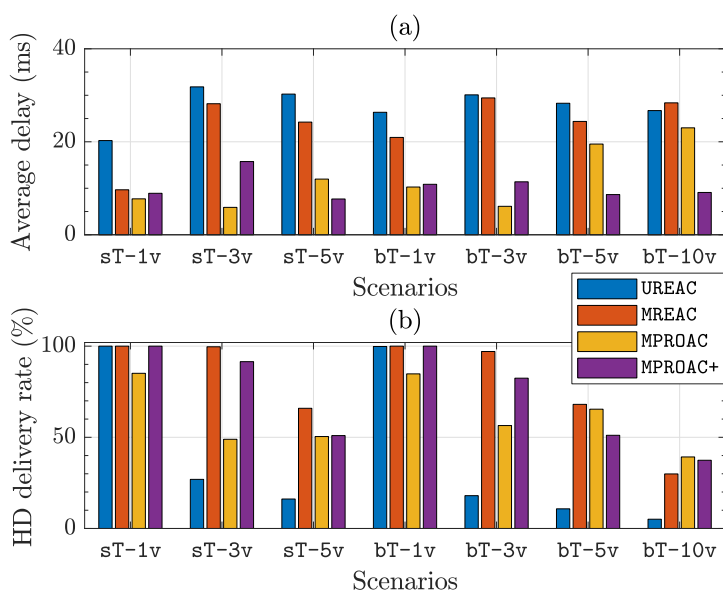 (a)
Average delay (ms)
40
20
0
sT-1v sT-3v sT-5v bT-1v bT-3v bT-5v bT-10v
Scenarios
UREAC
MREAC
MPROAC
MPROAC+
(b)
HD delivery rate (%)
100
50
0
sT-1v sT-3v sT-5v bT-1v bT-3v bT-5v bT-10v
Scenarios